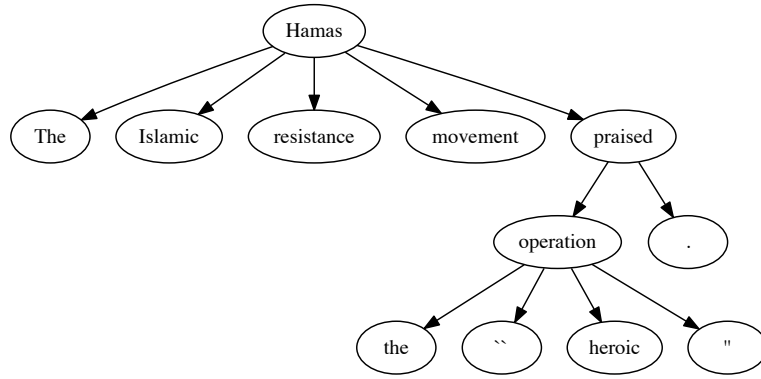 Hamas
The Islamic resistance movement praised
operation .
the `` heroic "